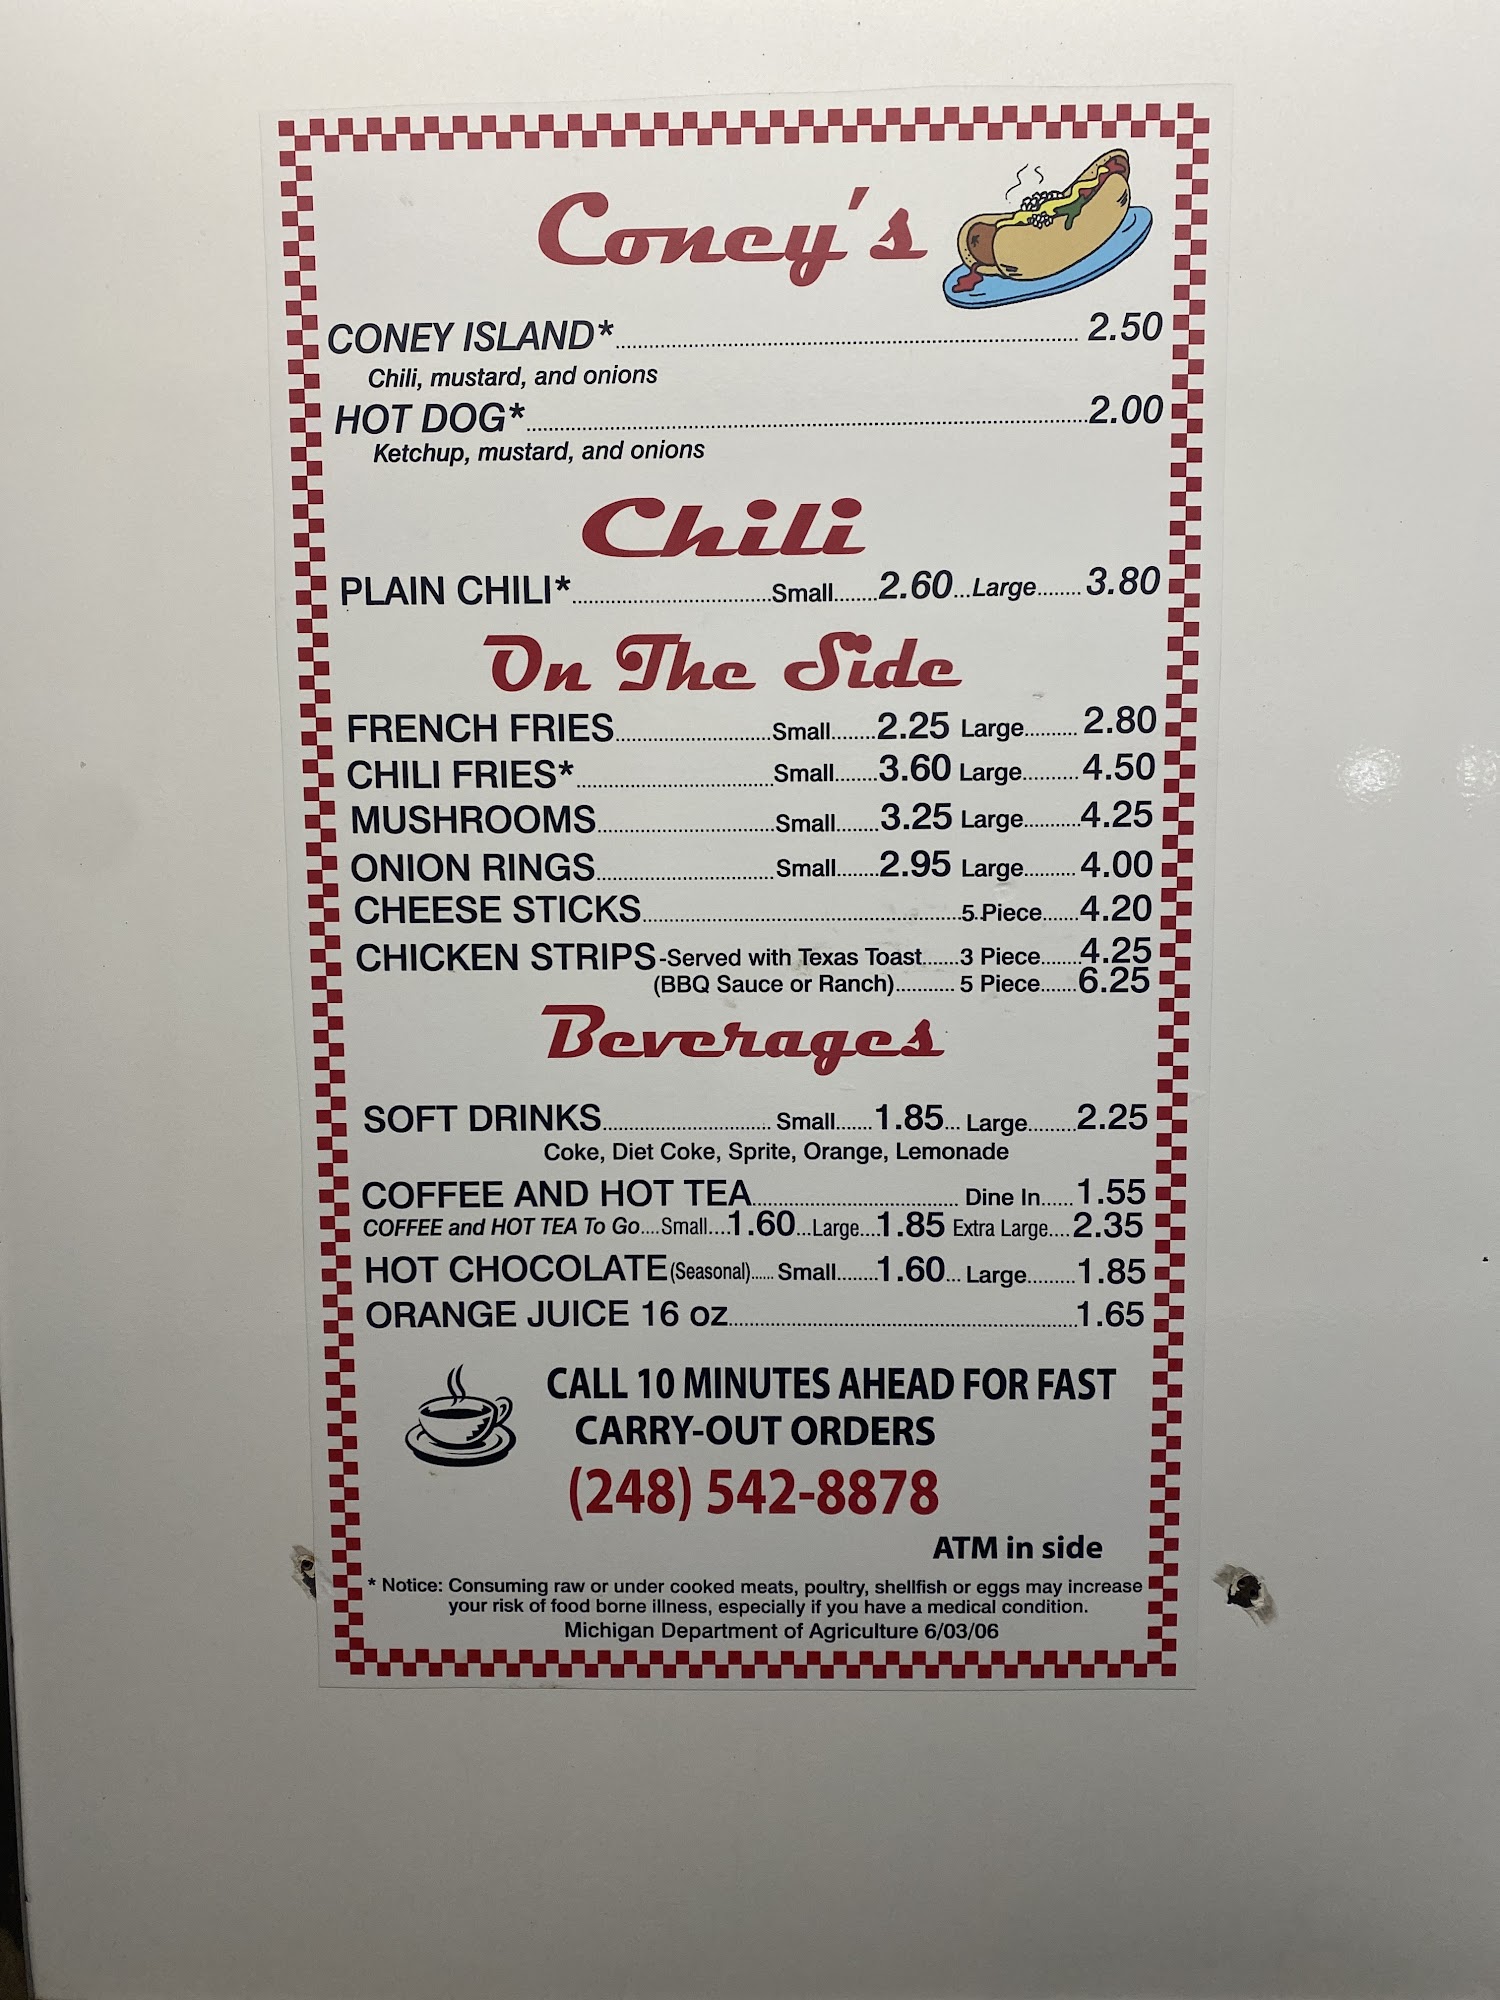 Coney's
CONEY ISLAND*........2.50
Chili, mustard, and onions
HOT DOG*........2.00
Ketchup, mustard, and onions
Chili
PLAIN CHILI*........Small........2.60...Large........3.80
On The Side
FRENCH FRIES........Small........2.25 Large........2.80
CHILI FRIES*........Small........3.60 Large........4.50
MUSHROOMS........Small........3.25 Large........4.25
ONION RINGS........Small........2.95 Large........4.00
CHEESE STICKS........5 Piece......4.20
CHICKEN STRIPS-Served with Texas Toast......3 Piece......4.25
(BBQ Sauce or Ranch)........5 Piece......6.25
Beverages
SOFT DRINKS........Small......1.85... Large........2.25
Coke, Diet Coke, Sprite, Orange, Lemonade
COFFEE AND HOT TEA........Dine In.....1.55
COFFEE and HOT TEA To Go....Small....1.60...Large....1.85 Extra Large....2.35
HOT CHOCOLATE(Seasonal)......Small........1.60... Large........1.85
ORANGE JUICE 16 oz........1.65
CALL 10 MINUTES AHEAD FOR FAST
CARRY-OUT ORDERS
(248) 542-8878
ATM in side
* Notice: Consuming raw or under cooked meats, poultry, shellfish or eggs may increase
your risk of food borne illness, especially if you have a medical condition.
Michigan Department of Agriculture 6/03/06